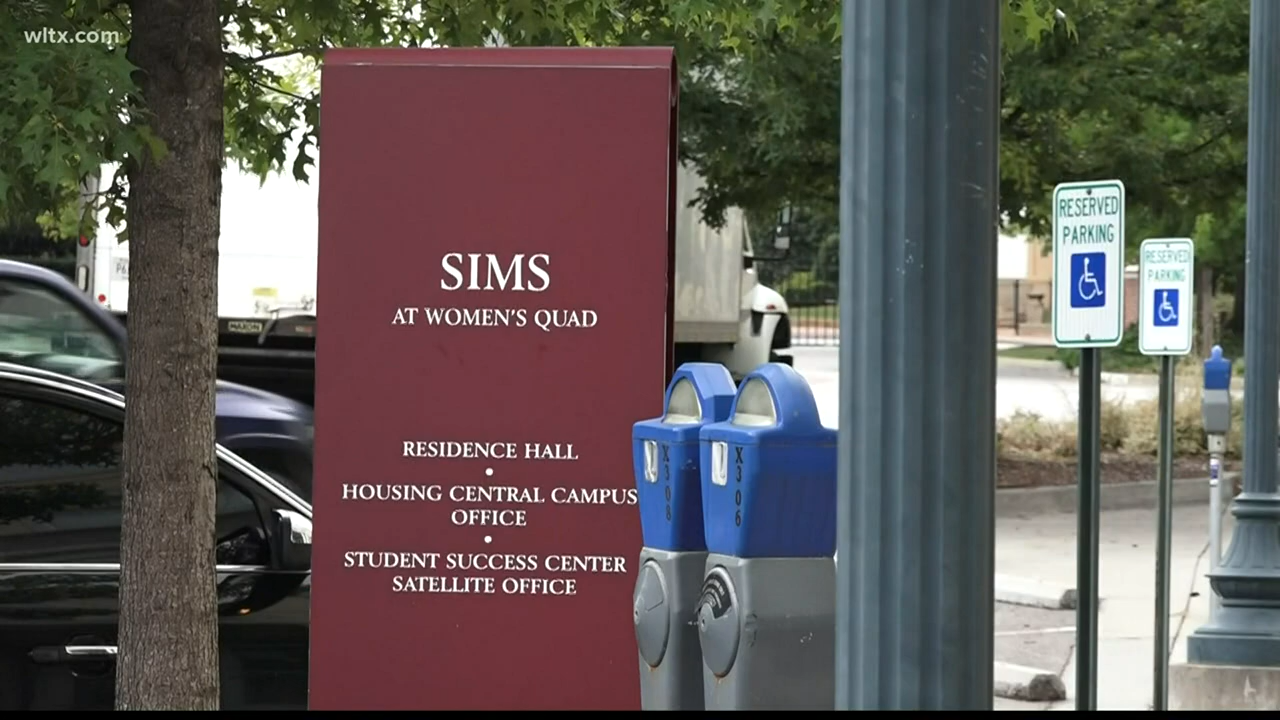 wltx.com
SIMS
AT WOMEN'S QUAD
RESIDENCE HALL
•
HOUSING CENTRAL CAMPUS
OFFICE
•
STUDENT SUCCESS CENTER
SATELLITE OFFICE
X308
X306
RESERVED
PARKING
RESERVED
PARKING